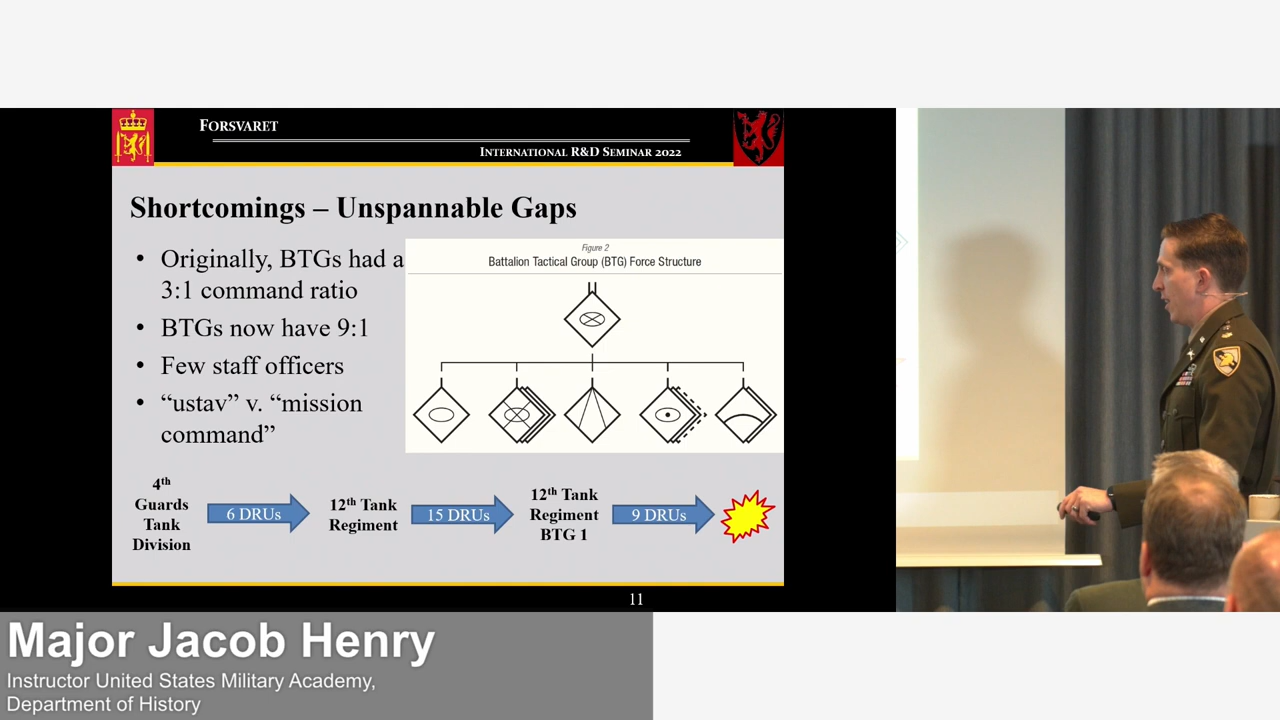 FORSVARET
INTERNATIONAL R&D SEMINAR 2022
Shortcomings – Unspannable Gaps
• Originally, BTGs had a
3:1 command ratio
• BTGs now have 9:1
• Few staff officers
• “ustav” v. “mission
command”
Figure 2
Battalion Tactical Group (BTG) Force Structure
4th
Guards
Tank
Division
6 DRUs
12th Tank
Regiment
15 DRUs
12th Tank
Regiment
BTG 1
9 DRUs
11
Major Jacob Henry
Instructor United States Military Academy,
Department of History